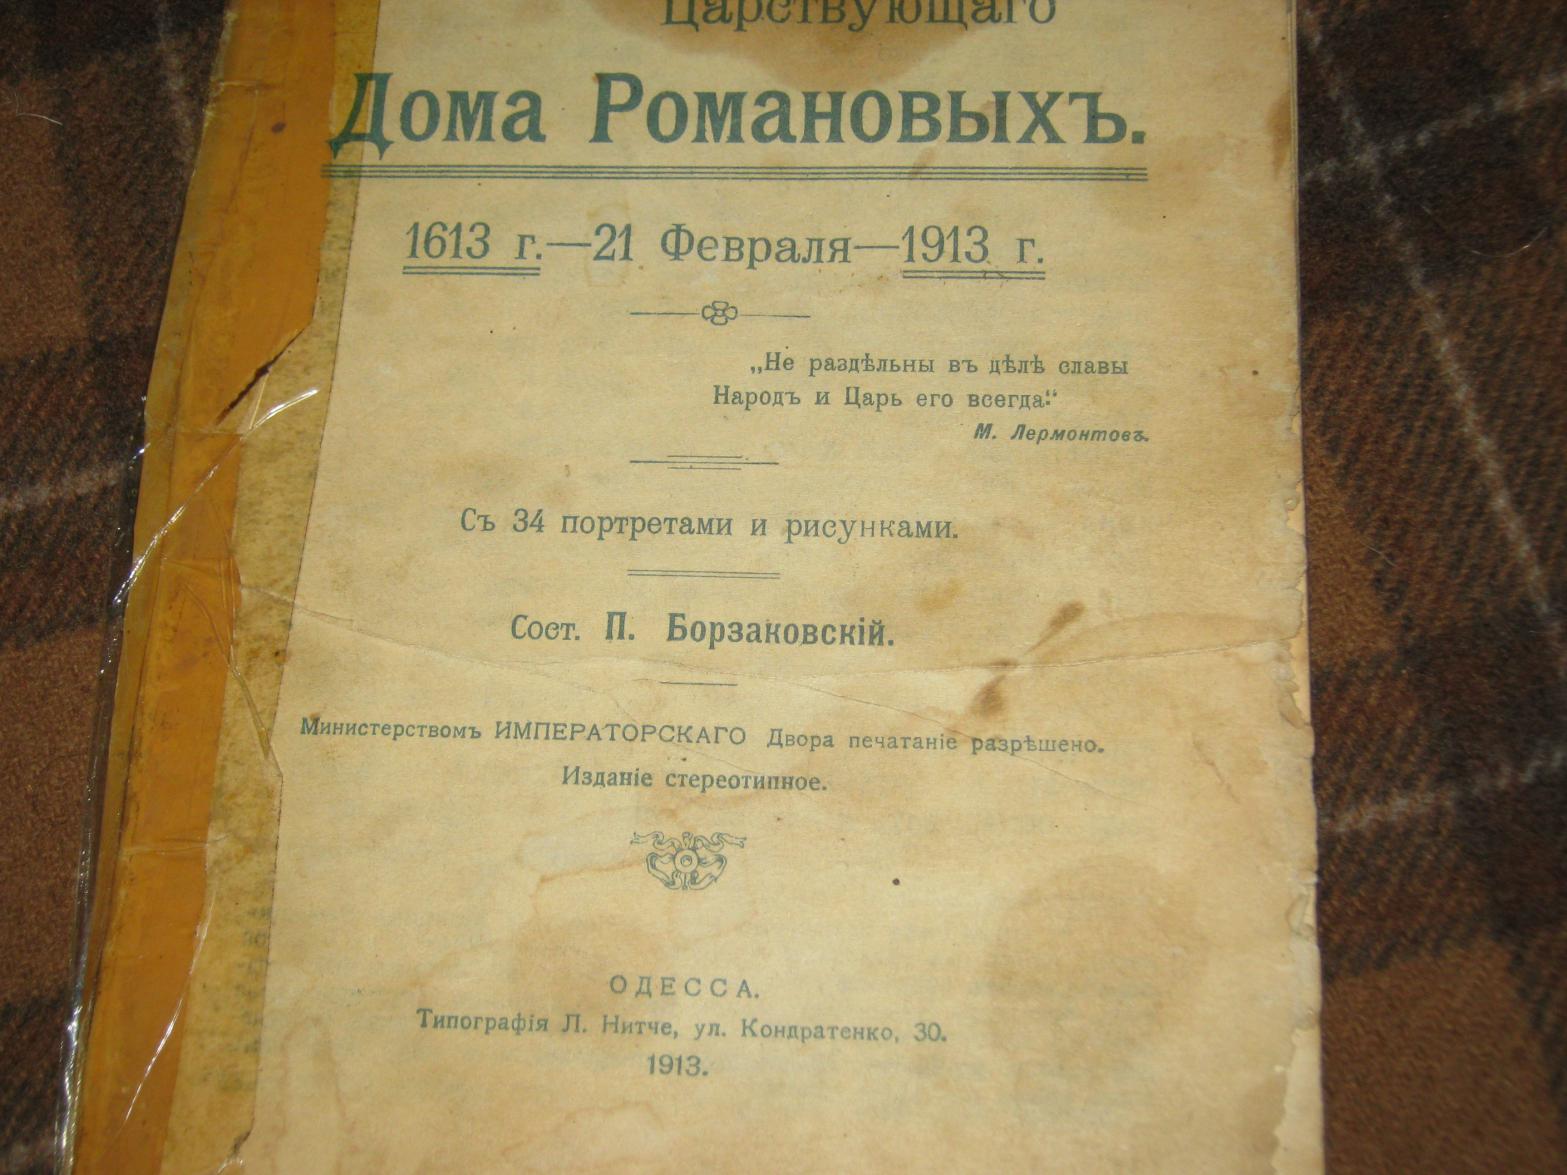 Царствующаго
Дома Романовыхъ.
1613 г.—21 Февраля—1913 г.
„Не раздѣльны въ дѣлѣ славы
Народъ и Царь его всегда."
М. Лермонтовъ.
Съ 34 портретами и рисунками.
Сост. П. Борзаковскій.
Министерствомъ ИМПЕРАТОРСКАГО Двора печатаніе разрѣшено.
Изданіе стереотипное.
ОДЕССА.
Типографія Л. Нитче, ул. Кондратенко, 30.
1913.